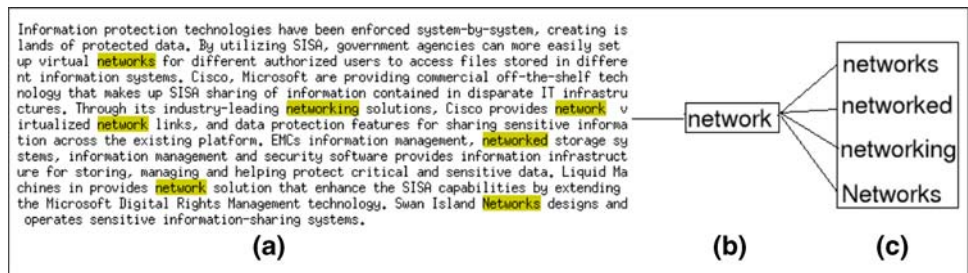 Information protection technologies have been enforced system-by-system, creating is
lands of protected data. By utilizing SISA, government agencies can more easily set
up virtual networks for different authorized users to access files stored in differe
nt information systems. Cisco, Microsoft are providing commercial off-the-shelf tech
nology that makes up SISA sharing of information contained in disparate IT infrastru
ctures. Through its industry-leading networking solutions, Cisco provides network v
irtualized network links, and data protection features for sharing sensitive informa
tion across the existing platform. EMCs information management, networked storage sy
stems, information management and security software provides information infrastruct
ure for storing, managing and helping protect critical and sensitive data. Liquid Ma
chines in provides network solution that enhance the SISA capabilities by extending
the Microsoft Digital Rights Management technology. Swan Island Networks designs and
operates sensitive information-sharing systems.
(a)
network
(b)
networks
networked
networking
Networks
(c)